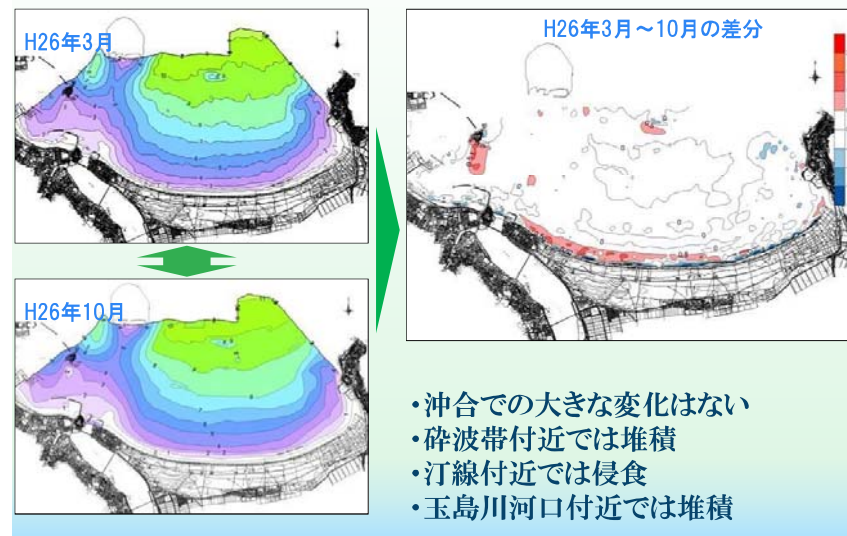 H26年3月
H26年3月～10月の差分
H26年10月
・沖合での大きな変化はない
・砕波帯付近では堆積
・汀線付近では侵食
・玉島川河口付近では堆積